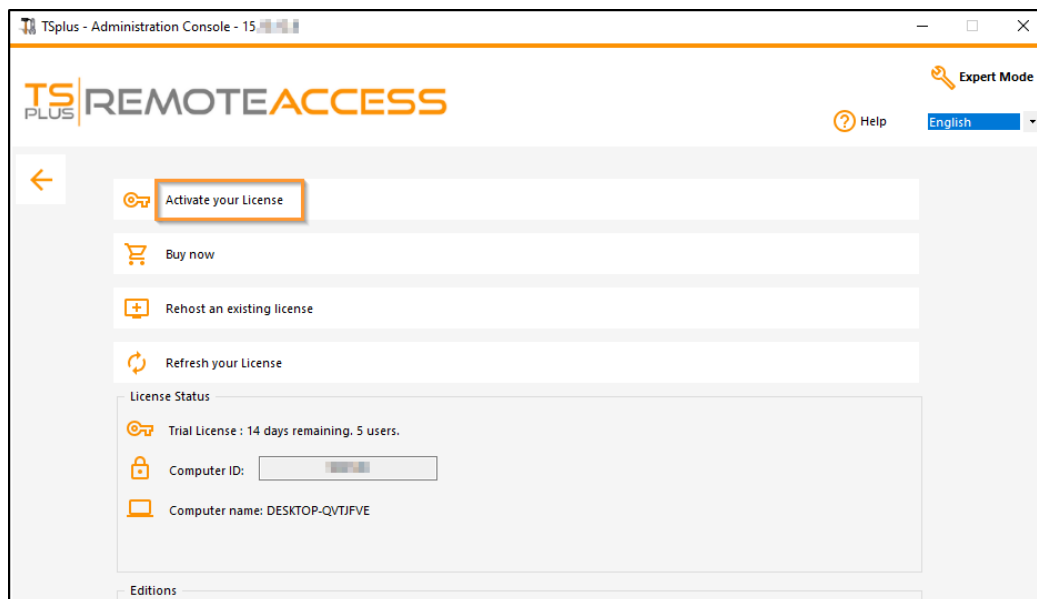 TSplus - Administration Console - 15.
Expert Mode
TS PLUS REMOTEACCESS
Help
English
Activate your License
Buy now
Rehost an existing license
Refresh your License
License Status
Trial License : 14 days remaining. 5 users.
Computer ID:
Computer name: DESKTOP-QVTJFVE
Editions